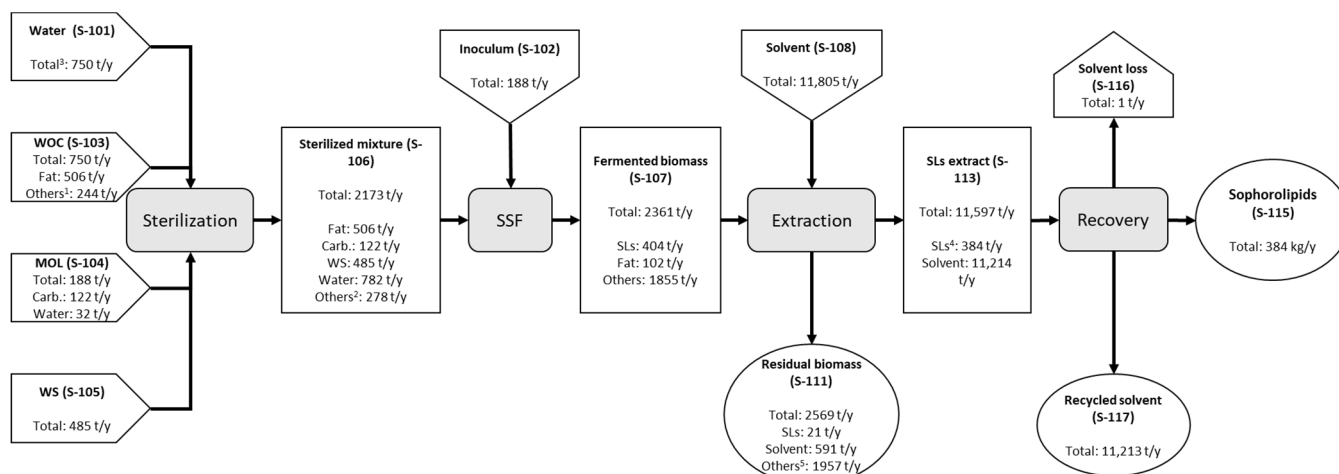 Water (S-101)
Total³: 750 t/y
WOC (S-103)
Total: 750 t/y
Fat: 506 t/y
Others¹: 244 t/y
MOL (S-104)
Total: 188 t/y
Carb.: 122 t/y
Water: 32 t/y
WS (S-105)
Total: 485 t/y
Sterilization
Sterilized mixture (S-
106)
Total: 2173 t/y
Fat: 506 t/y
Carb.: 122 t/y
WS: 485 t/y
Water: 782 t/y
Others²: 278 t/y
Inoculum (S-102)
Total: 188 t/y
SSF
Fermented biomass
(S-107)
Total: 2361 t/y
SLs: 404 t/y
Fat: 102 t/y
Others: 1855 t/y
Solvent (S-108)
Total: 11,805 t/y
Extraction
Residual biomass
(S-111)
Total: 2569 t/y
SLs: 21 t/y
Solvent: 591 t/y
Others⁵: 1957 t/y
SLs extract (S-
113)
Total: 11,597 t/y
SLs⁴: 384 t/y
Solvent: 11,214
t/y
Solvent loss
(S-116)
Total: 1 t/y
Recovery
Sophorolipids
(S-115)
Total: 384 kg/y
Recycled solvent
(S-117)
Total: 11,213 t/y